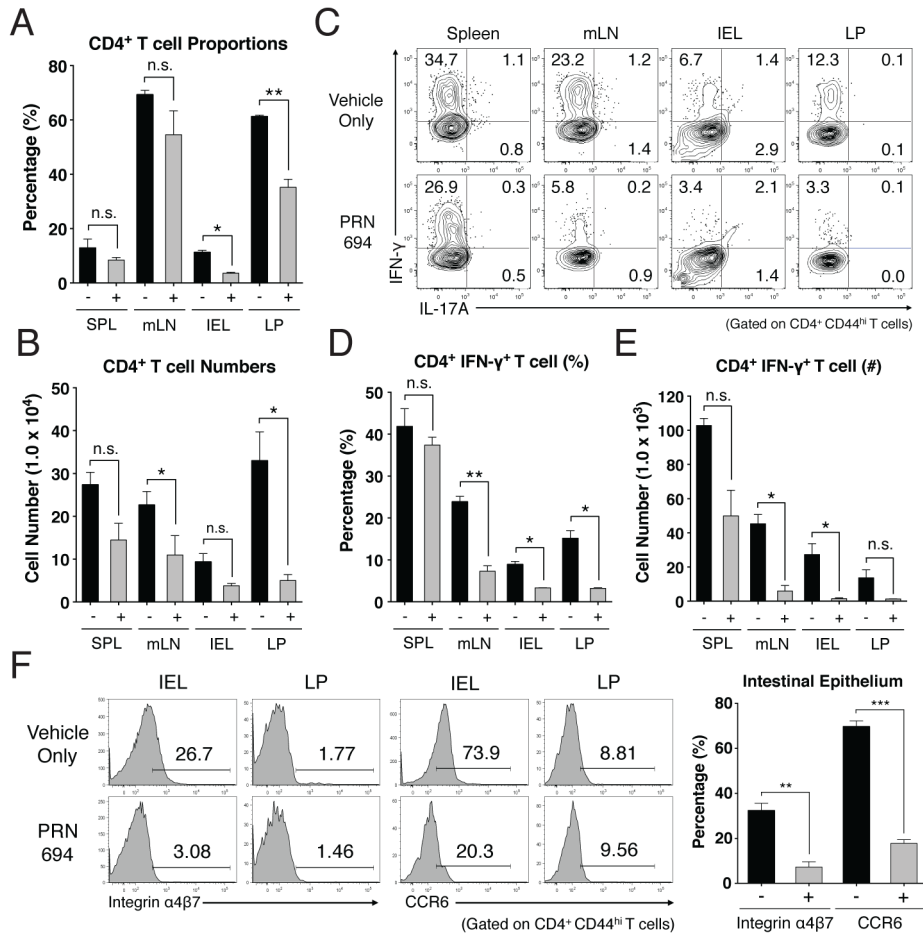 A
CD4⁺ T cell Proportions
Percentage (%)
80
60
40
20
0
n.s.
n.s.
*
**
- + - + - + - +
SPL mLN IEL LP
C
Spleen mLN IEL LP
Vehicle
Only
34.7 1.1 23.2 1.2 6.7 1.4 12.3 0.1
0.8 1.4 2.9 0.1
PRN
694
26.9 0.3 5.8 0.2 3.4 2.1 3.3 0.1
0.5 0.9 1.4 0.0
IFN-γ
IL-17A
(Gated on CD4⁺ CD44ʰⁱ T cells)
B
CD4⁺ T cell Numbers
Cell Number (1.0 x 10⁴)
50
40
30
20
10
0
n.s.
*
n.s.
*
- + - + - + - +
SPL mLN IEL LP
D
CD4⁺ IFN-γ⁺ T cell (%)
Percentage (%)
50
40
30
20
10
0
n.s.
**
*
*
- + - + - + - +
SPL mLN IEL LP
E
CD4⁺ IFN-γ⁺ T cell (#)
Cell Number (1.0 x 10³)
120
100
80
60
40
20
0
n.s.
*
*
n.s.
- + - + - + - +
SPL mLN IEL LP
F
IEL LP IEL LP
Vehicle
Only
26.7 1.77 73.9 8.81
PRN
694
3.08 1.46 20.3 9.56
Integrin α4β7 CCR6
(Gated on CD4⁺ CD44ʰⁱ T cells)
Intestinal Epithelium
Percentage (%)
80
60
40
20
0
**
***
- + - +
Integrin α4β7 CCR6